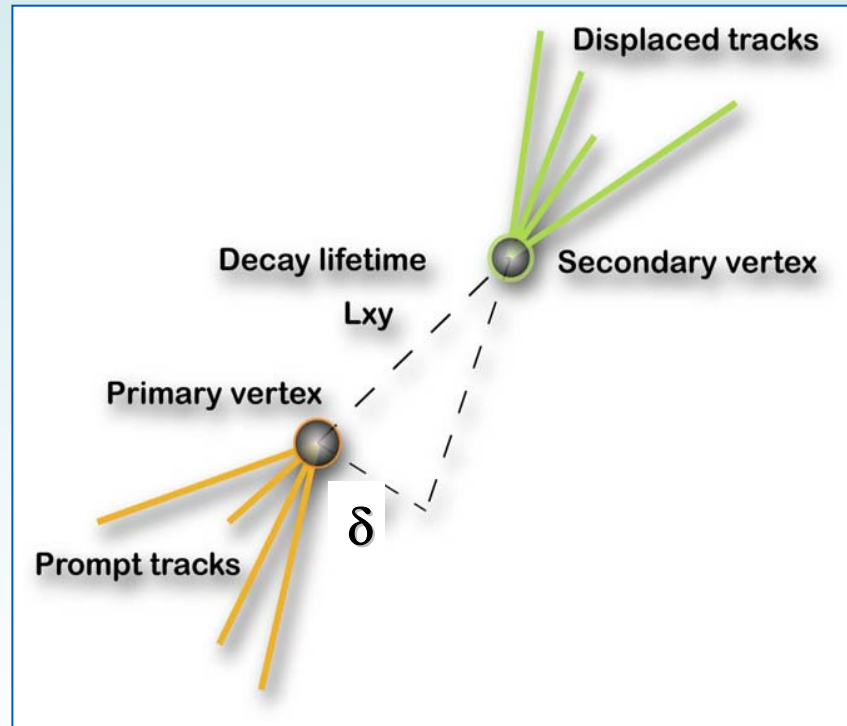 Displaced tracks
Decay lifetime
Secondary vertex
Lxy
Primary vertex
δ
Prompt tracks